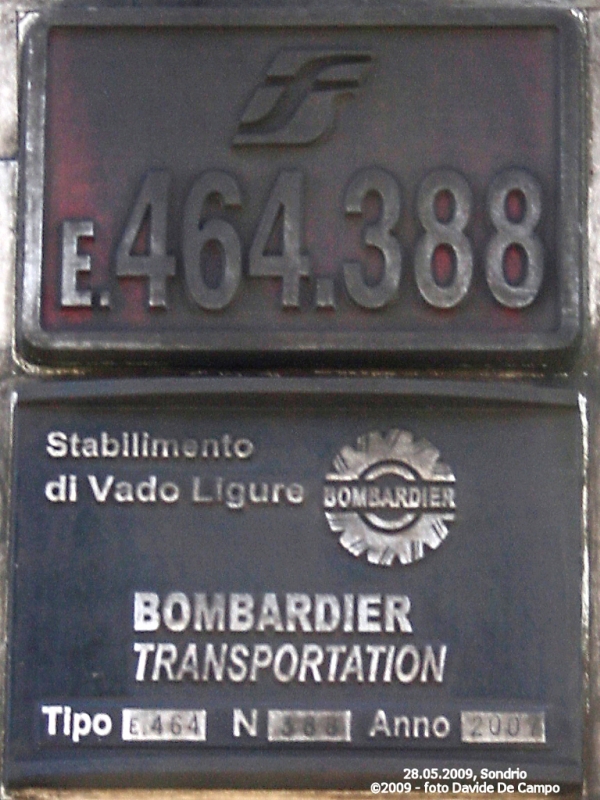 E.464.388
Stabilimento
di Vado Ligure
BOMBARDIER
BOMBARDIER
TRANSPORTATION
Tipo E.464 N 388 Anno 2007
28.05.2009, Sondrio
©2009 - foto Davide De Campo